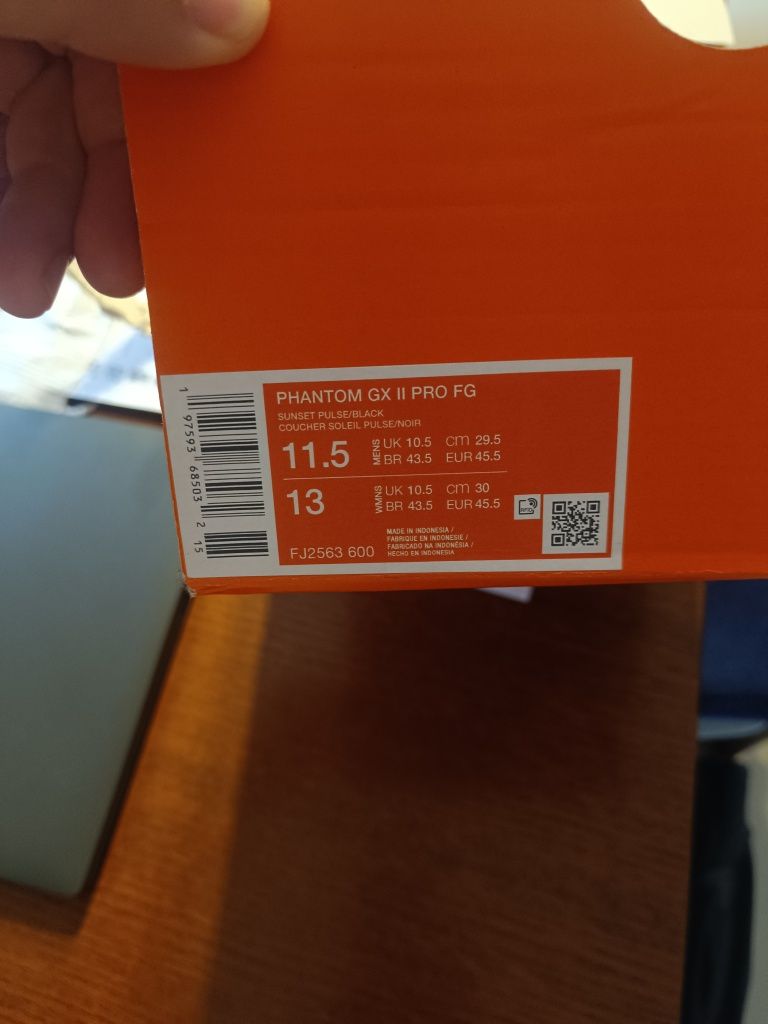 PHANTOM GX II PRO FG
SUNSET PULSE/BLACK
COUCHER SOLEIL PULSE/NOIR
11.5 MENS UK 10.5 CM 29.5
BR 43.5 EUR 45.5
13 WMNS UK 10.5 CM 30
BR 43.5 EUR 45.5
FJ2563 600
MADE IN INDONESIA /
FABRIQUE EN INDONESIE /
FABRICADO NA INDONÉSIA /
HECHO EN INDONESIA
RFID
1 97593 68503 2 15